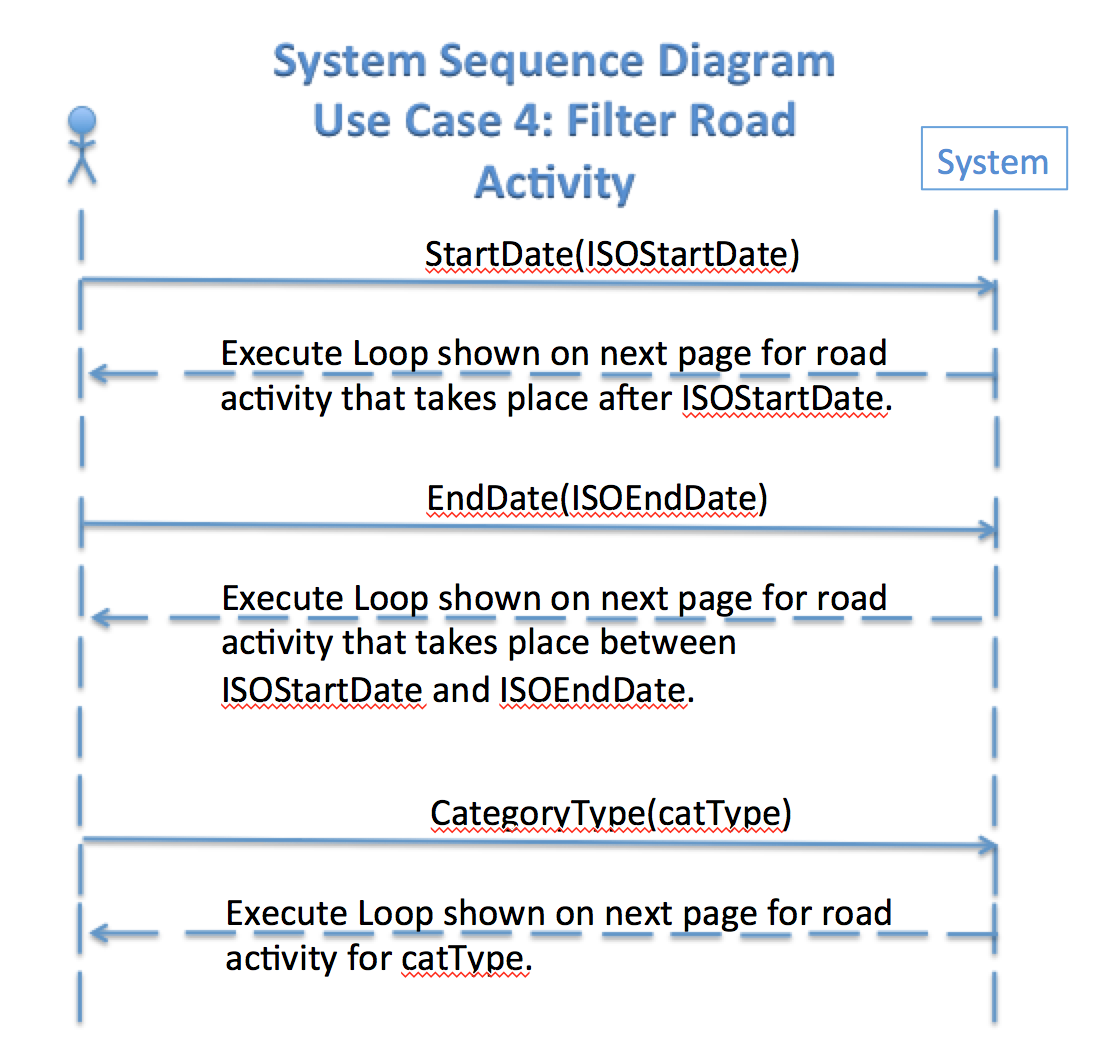 System Sequence Diagram
Use Case 4: Filter Road
Activity
System
StartDate(ISOStartDate)
Execute Loop shown on next page for road
activity that takes place after ISOStartDate.
EndDate(ISOEndDate)
Execute Loop shown on next page for road
activity that takes place between
ISOStartDate and ISOEndDate.
CategoryType(catType)
Execute Loop shown on next page for road
activity for catType.